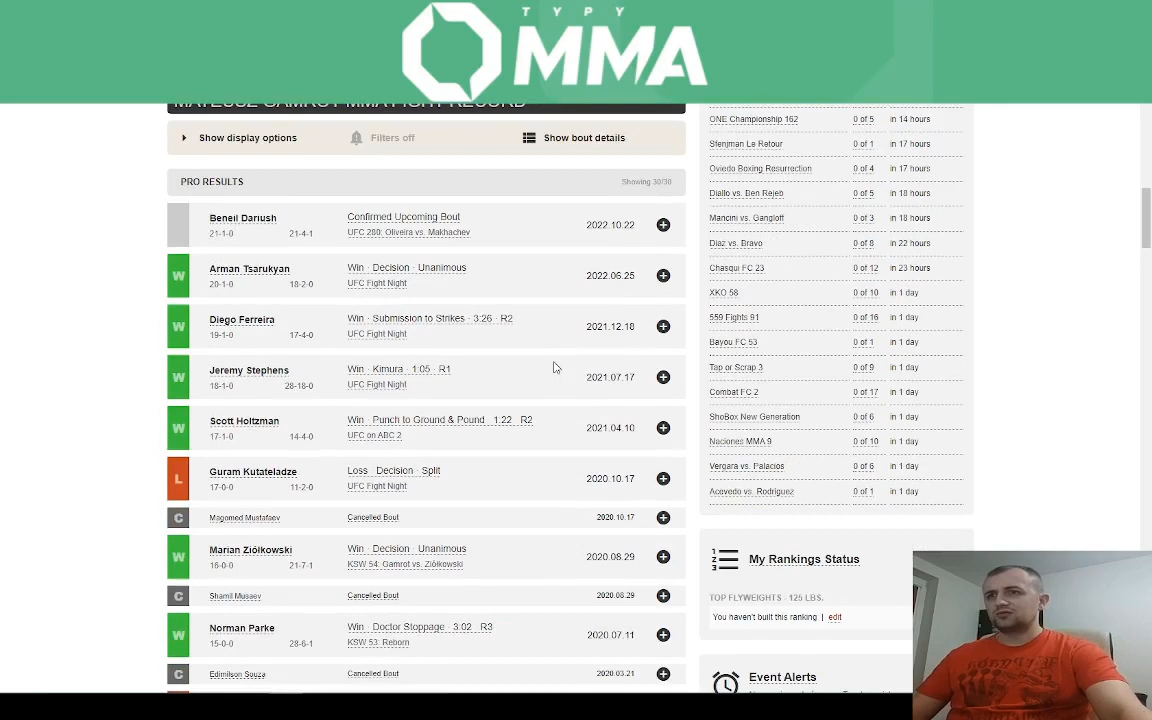 TYPY
MMA
MATEUSZ GAMROT MMA FIGHT RECORD
Show display options
Filters off
Show bout details
PRO RESULTS
Showing 30/30
Beneil Dariush
21-1-0 21-4-1
Confirmed Upcoming Bout
UFC 280: Oliveira vs. Makhachev
2022.10.22
W
Arman Tsarukyan
20-1-0 18-2-0
Win · Decision · Unanimous
UFC Fight Night
2022.06.25
W
Diego Ferreira
19-1-0 17-4-0
Win · Submission to Strikes · 3:26 · R2
UFC Fight Night
2021.12.18
W
Jeremy Stephens
18-1-0 28-18-0
Win · Kimura · 1:05 · R1
UFC Fight Night
2021.07.17
W
Scott Holtzman
17-1-0 14-4-0
Win · Punch to Ground & Pound · 1:22 · R2
UFC on ABC 2
2021.04.10
L
Guram Kutateladze
17-0-0 11-2-0
Loss · Decision · Split
UFC Fight Night
2020.10.17
C
Magomed Mustafaev
Cancelled Bout
2020.10.17
W
Marian Ziółkowski
16-0-0 21-7-1
Win · Decision · Unanimous
KSW 54: Gamrot vs. Ziółkowski
2020.08.29
C
Shamil Musaev
Cancelled Bout
2020.08.29
W
Norman Parke
15-0-0 28-6-1
Win · Doctor Stoppage · 3:02 · R3
KSW 53: Reborn
2020.07.11
C
Edimilson Souza
Cancelled Bout
2020.03.21
ONE Championship 162 0 of 5 in 14 hours
Stenjman Le Retour 0 of 1 in 17 hours
Oviedo Boxing Resurrection 0 of 4 in 17 hours
Diallo vs. Ben Rejeb 0 of 5 in 18 hours
Mancini vs. Gangloff 0 of 3 in 18 hours
Diaz vs. Bravo 0 of 8 in 22 hours
Chasqui FC 23 0 of 12 in 23 hours
XKO 58 0 of 10 in 1 day
559 Fights 91 0 of 16 in 1 day
Bayou FC 53 0 of 1 in 1 day
Tap or Scrap 3 0 of 9 in 1 day
Combat FC 2 0 of 17 in 1 day
ShoBox New Generation 0 of 6 in 1 day
Naciones MMA 9 0 of 10 in 1 day
Vergara vs. Palacios 0 of 6 in 1 day
Acevedo vs. Rodriguez 0 of 1 in 1 day
My Rankings Status
TOP FLYWEIGHTS - 125 LBS.
You haven't built this ranking | edit
Event Alerts